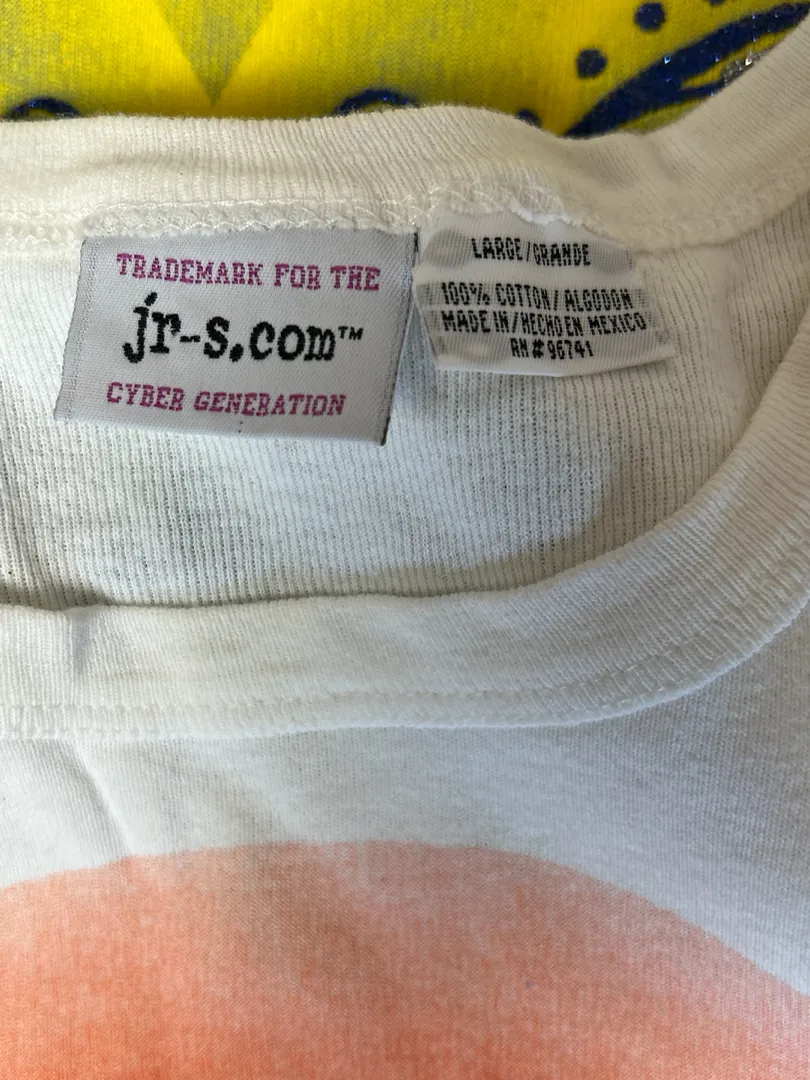 TRADEMARK FOR THE
jr-s.com™
CYBER GENERATION
LARGE/GRANDE
100% COTTON/ALGODON
MADE IN/HECHO EN MEXICO
RN#96741